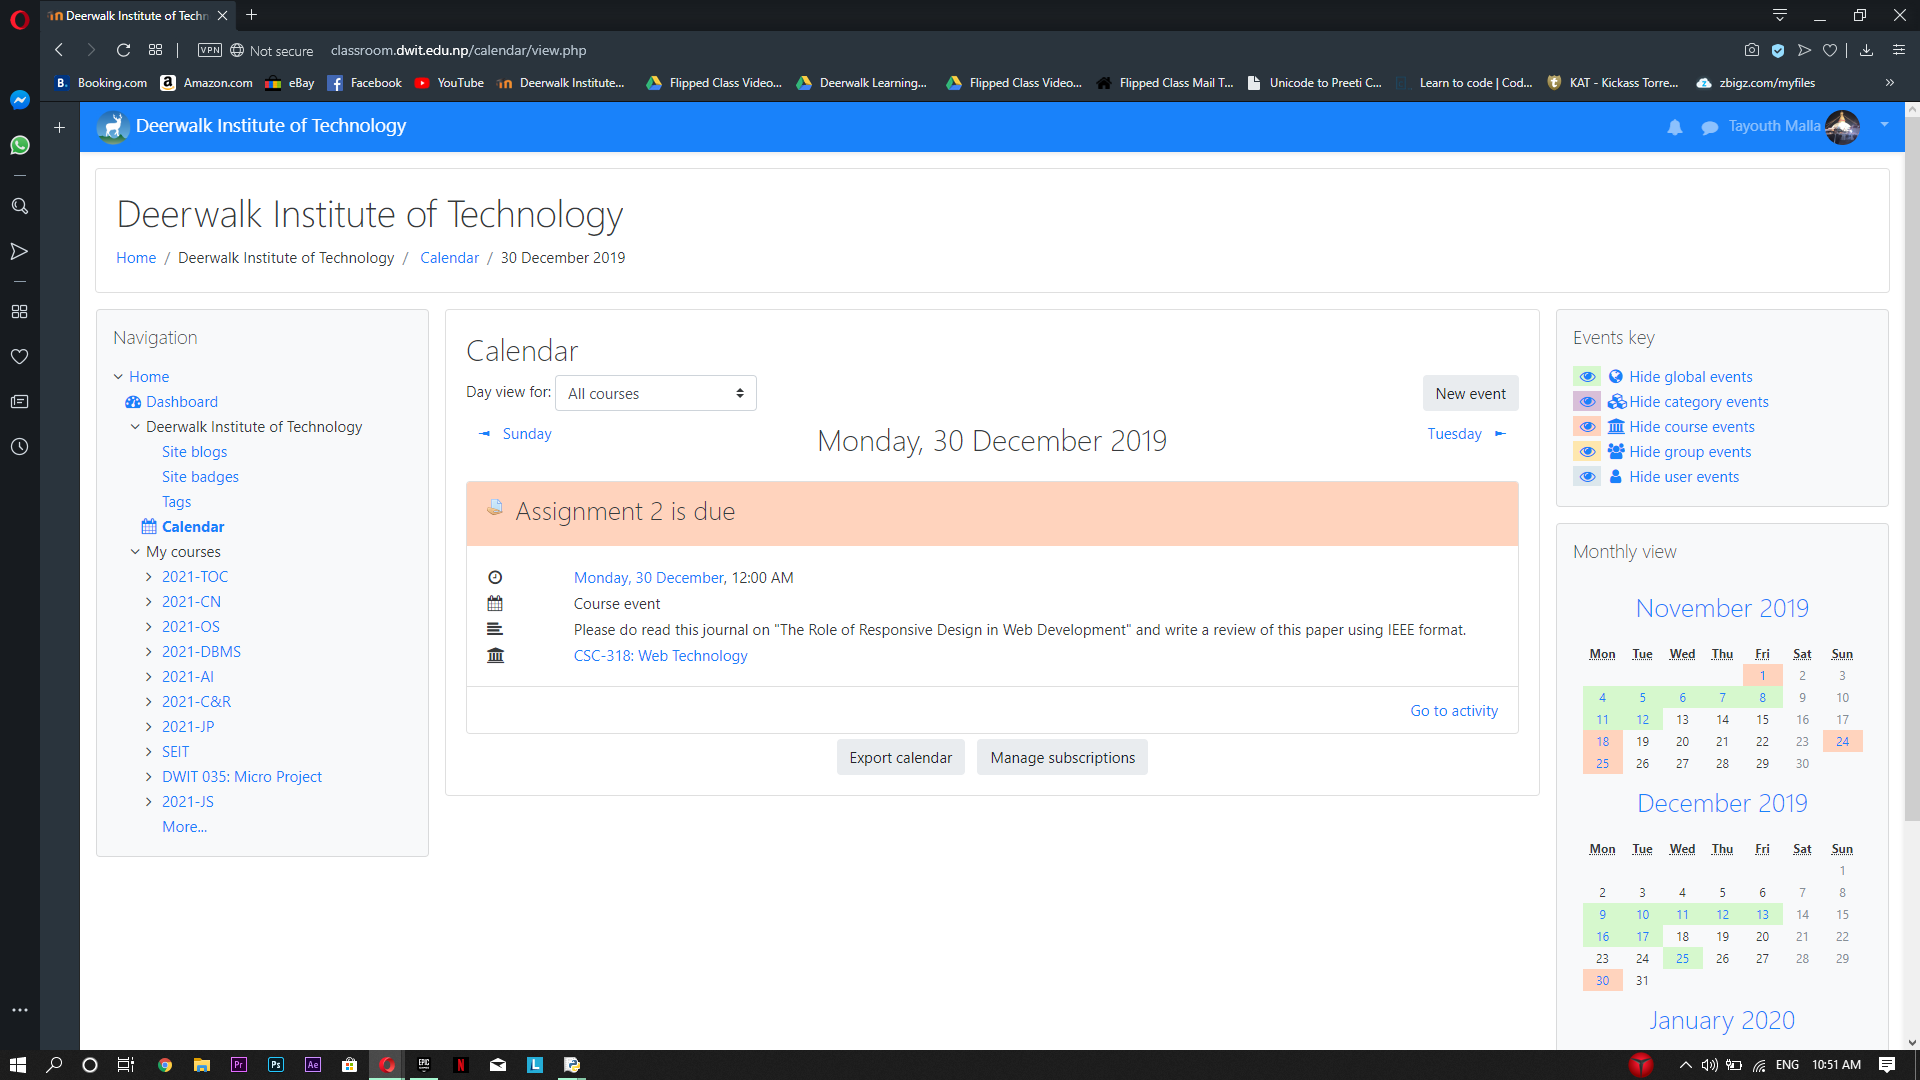 Deerwalk Institute of Techn
VPN Not secure classroom.dwit.edu.np/calendar/view.php
B. Booking.com Amazon.com eBay Facebook YouTube Deerwalk Institute... Flipped Class Video... Deerwalk Learning... Flipped Class Video... Flipped Class Mail T... Unicode to Preeti C... Learn to code | Cod... KAT - Kickass Torre... zbigz.com/myfiles
Deerwalk Institute of Technology
Tayouth Malla
Deerwalk Institute of Technology
Home / Deerwalk Institute of Technology / Calendar / 30 December 2019
Navigation
Home
Dashboard
Deerwalk Institute of Technology
Site blogs
Site badges
Tags
Calendar
My courses
2021-TOC
2021-CN
2021-OS
2021-DBMS
2021-AI
2021-C&R
2021-JP
SEIT
DWIT 035: Micro Project
2021-JS
More...
Calendar
Day view for: All courses
New event
Sunday
Monday, 30 December 2019
Tuesday
Assignment 2 is due
Monday, 30 December, 12:00 AM
Course event
Please do read this journal on "The Role of Responsive Design in Web Development" and write a review of this paper using IEEE format.
CSC-318: Web Technology
Go to activity
Export calendar Manage subscriptions
Events key
Hide global events
Hide category events
Hide course events
Hide group events
Hide user events
Monthly view
November 2019
Mon Tue Wed Thu Fri Sat Sun
1 2 3
4 5 6 7 8 9 10
11 12 13 14 15 16 17
18 19 20 21 22 23 24
25 26 27 28 29 30
December 2019
Mon Tue Wed Thu Fri Sat Sun
1
2 3 4 5 6 7 8
9 10 11 12 13 14 15
16 17 18 19 20 21 22
23 24 25 26 27 28 29
30 31
January 2020
Pr Ps Ae EPIC N L
ENG 10:51 AM